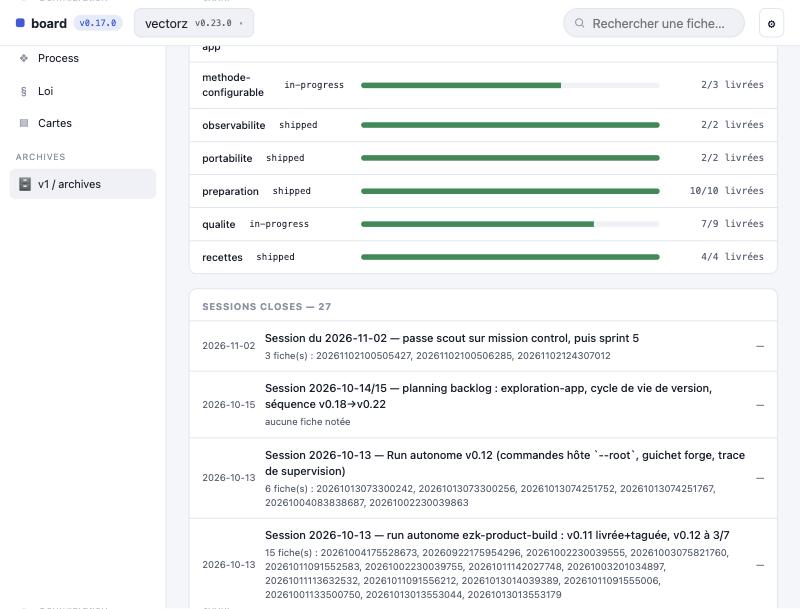 board v0.17.0 vectorz v0.23.0 Rechercher une fiche...
Process
Loi
Cartes
ARCHIVES
v1 / archives
app
methode-
configurable in-progress 2/3 livrées
observabilite shipped 2/2 livrées
portabilite shipped 2/2 livrées
preparation shipped 10/10 livrées
qualite in-progress 7/9 livrées
recettes shipped 4/4 livrées
SESSIONS CLOSES — 27
2026-11-02 Session du 2026-11-02 — passe scout sur mission control, puis sprint 5 —
3 fiche(s) : 20261102100505427, 20261102100506285, 20261102124307012
2026-10-15 Session 2026-10-14/15 — planning backlog : exploration-app, cycle de vie de version, —
séquence v0.18→v0.22
aucune fiche notée
2026-10-13 Session 2026-10-13 — Run autonome v0.12 (commandes hôte `--root`, guichet forge, trace —
de supervision)
6 fiche(s) : 20261013073300242, 20261013073300256, 20261013074251752, 20261013074251767,
20261004083838687, 20261002230039863
2026-10-13 Session 2026-10-13 — run autonome ezk-product-build : v0.11 livrée+taguée, v0.12 à 3/7 —
15 fiche(s) : 20261004175528673, 20260922175954296, 20261002230039555, 20261003075821760,
20261011091552583, 20261002230039755, 20261011142027748, 20261003201034897,
20261011113632532, 20261011091556212, 20261013014039389, 20261011091555006,
20261001133500750, 20261013013553044, 20261013013553179